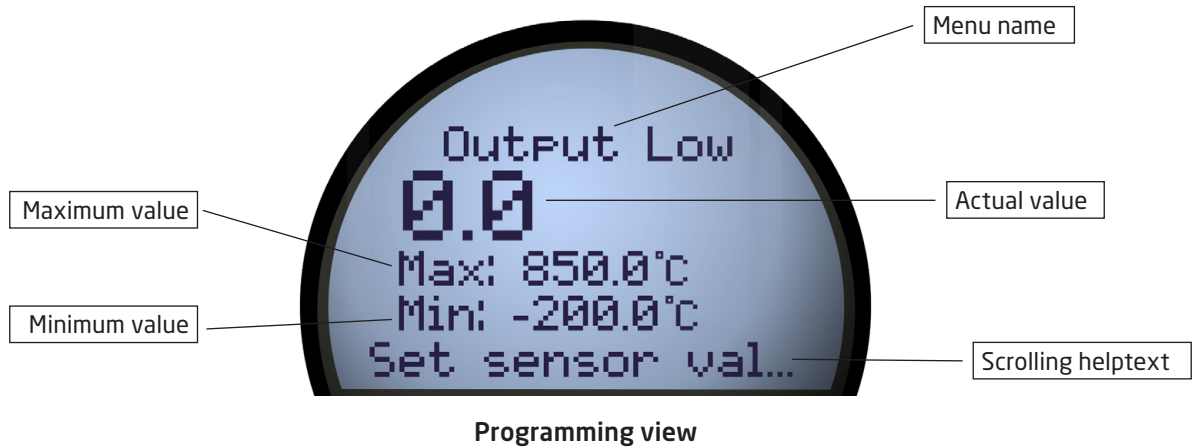 Menu name
Output Low
0.0
Actual value
Maximum value
Max: 850.0°C
Minimum value
Min: -200.0°C
Set sensor val...
Scrolling helptext
Programming view